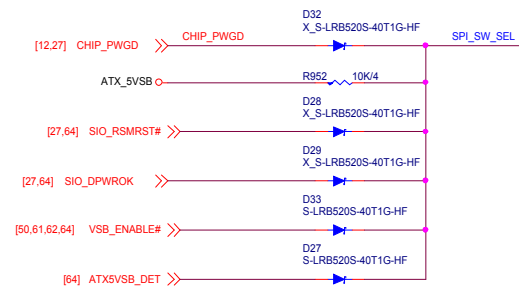 D32
X_S-LRB520S-40T1G-HF
[12,27] CHIP_PWGD CHIP_PWGD SPI_SW_SEL
ATX_5VSB R952 10K/4
D28
X_S-LRB520S-40T1G-HF
[27,64] SIO_RSMRST#
D29
X_S-LRB520S-40T1G-HF
[27,64] SIO_DPWROK
D33
S-LRB520S-40T1G-HF
[50,61,62,64] VSB_ENABLE#
D27
S-LRB520S-40T1G-HF
[64] ATX5VSB_DET